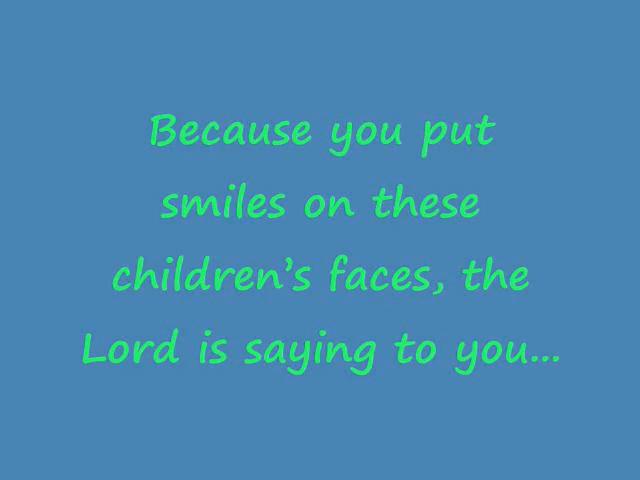 Because you put
smiles on these
children’s faces, the
Lord is saying to you...